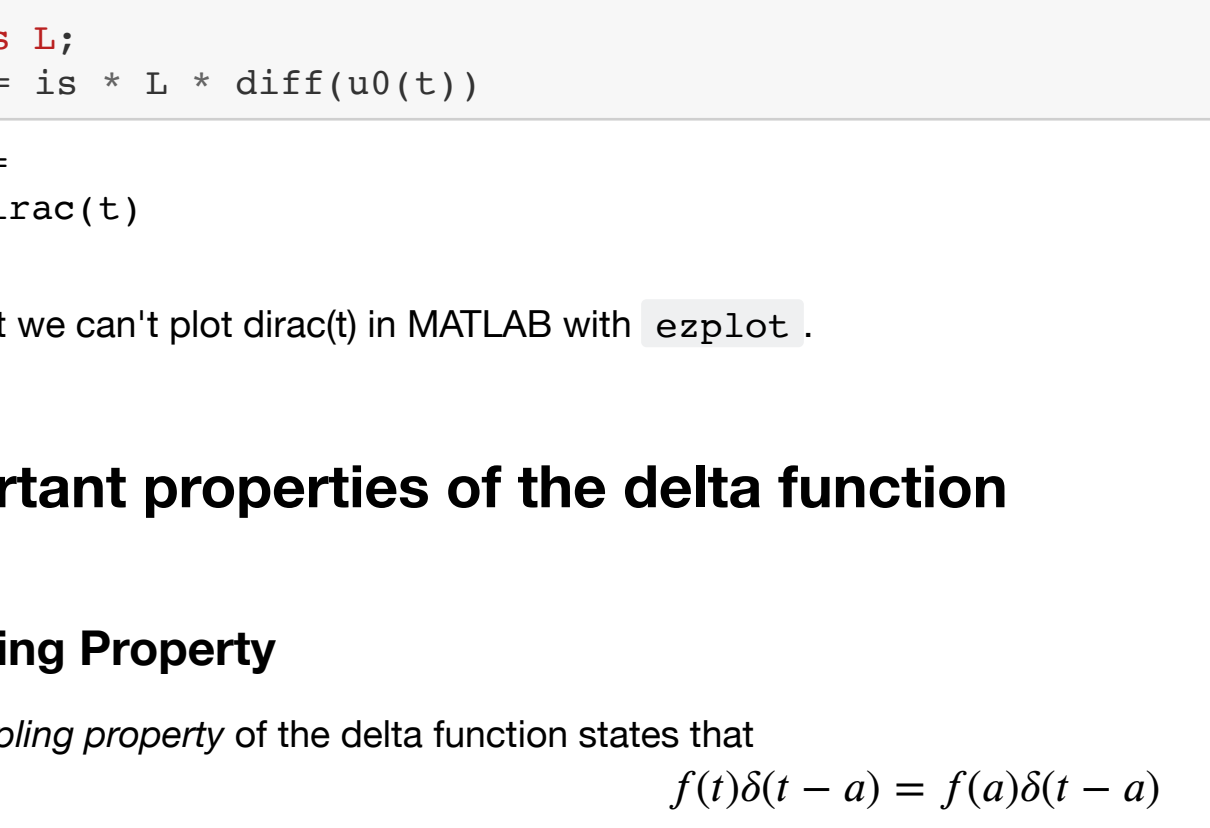 s L;
= is * L * diff(u0(t))
=
irac(t)
t we can't plot dirac(t) in MATLAB with ezplot .
rtant properties of the delta function
ing Property
pling property of the delta function states that
f(t)δ(t − a) = f(a)δ(t − a)